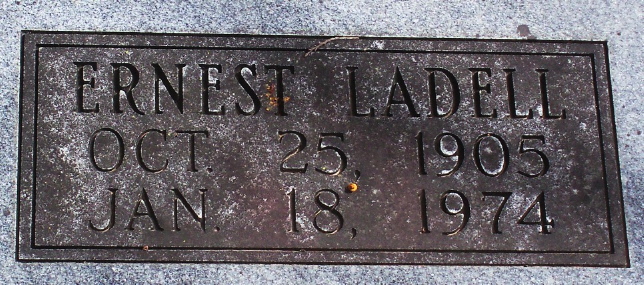 ERNEST LADELL
OCT. 25, 1905
JAN. 18, 1974